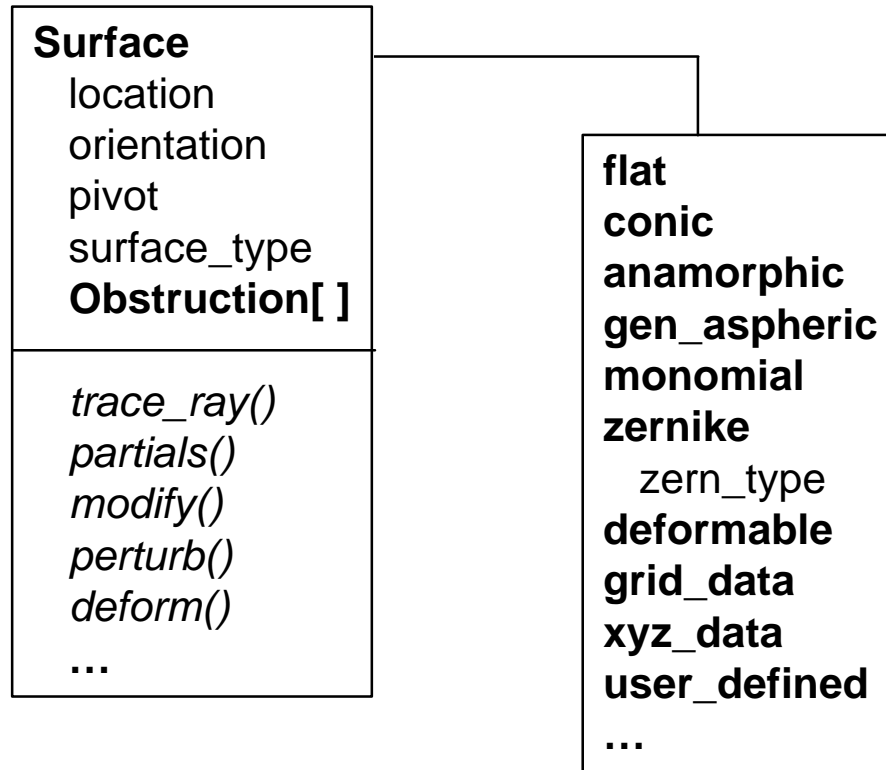 Surface
location
orientation
pivot
surface_type
Obstruction[ ]
trace_ray()
partials()
modify()
perturb()
deform()
…
flat
conic
anamorphic
gen_aspheric
monomial
zernike
zern_type
deformable
grid_data
xyz_data
user_defined
…